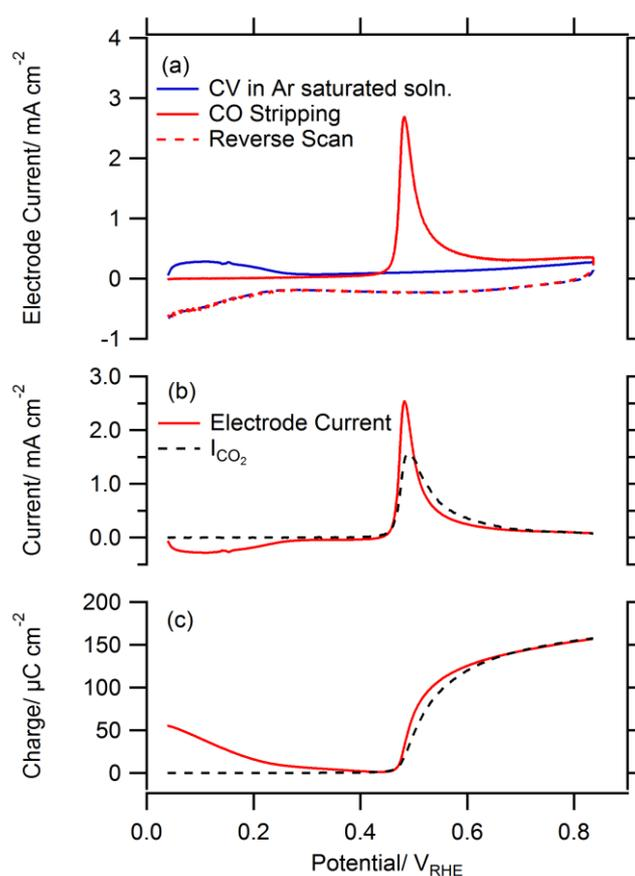 (a)
CV in Ar saturated soln.
CO Stripping
Reverse Scan
Electrode Current/ mA cm-2
4
3
2
1
0
-1
(b)
Electrode Current
ICO2
Current/ mA cm-2
3.0
2.0
1.0
0.0
(c)
Charge/ µC cm-2
200
150
100
50
0
0.0 0.2 0.4 0.6 0.8
Potential/ VRHE